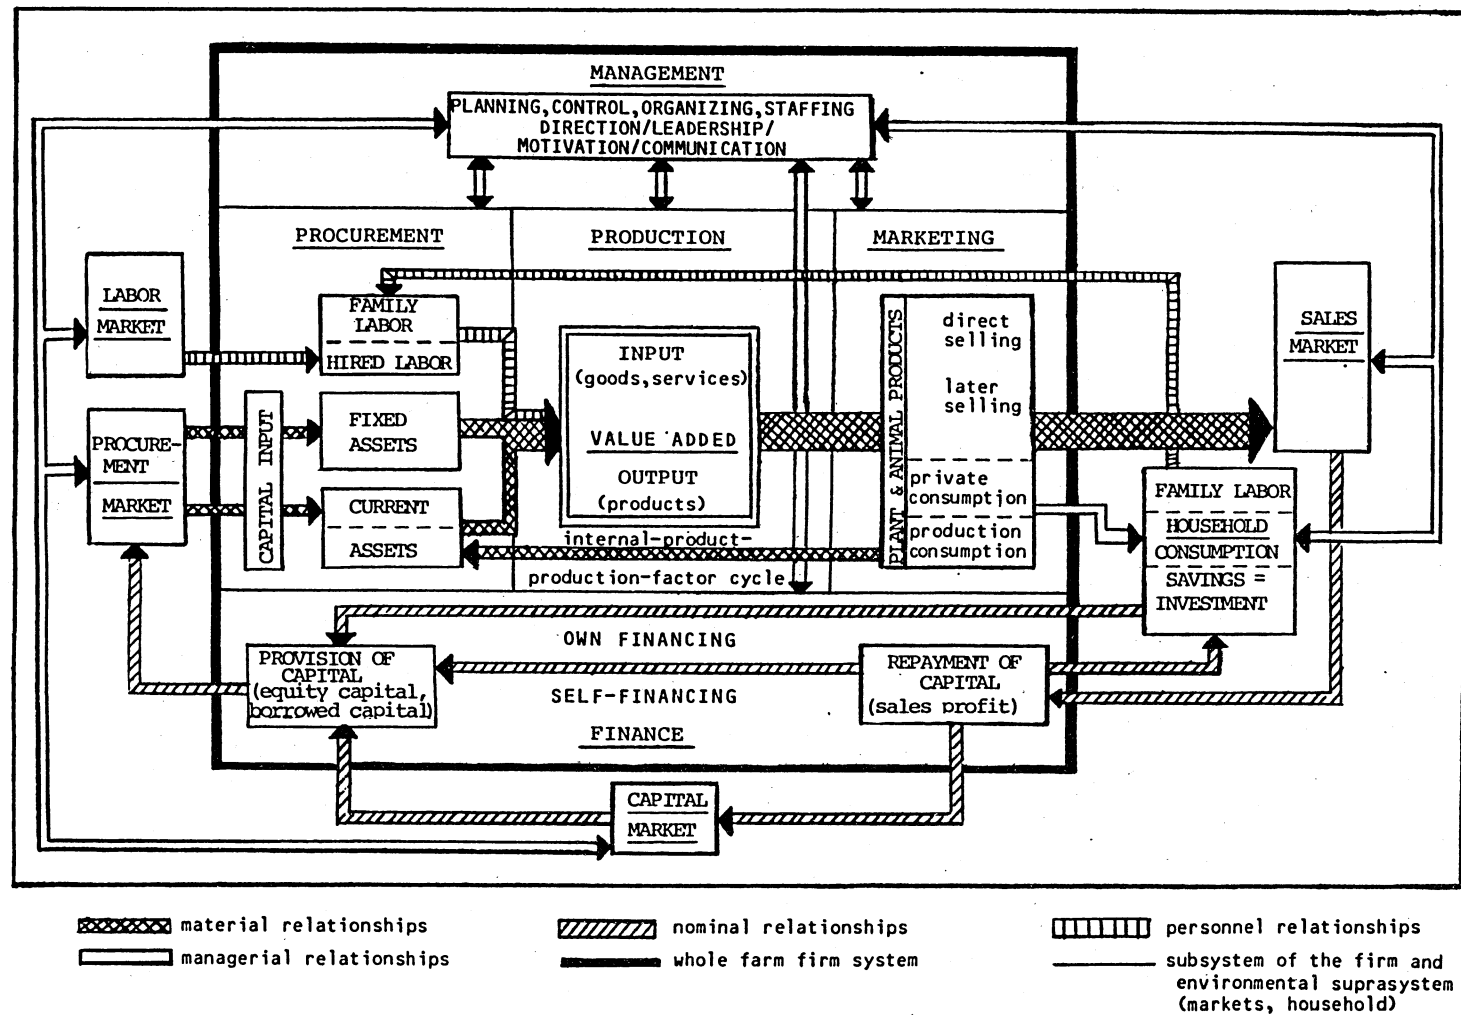 MANAGEMENT
PLANNING,CONTROL,ORGANIZING,STAFFING
DIRECTION/LEADERSHIP/
MOTIVATION/COMMUNICATION
PROCUREMENT
PRODUCTION
MARKETING
LABOR
MARKET
FAMILY
LABOR
HIRED LABOR
PROCURE-
MENT
MARKET
CAPITAL INPUT
FIXED
ASSETS
CURRENT
ASSETS
INPUT
(goods,services)
VALUE ADDED
OUTPUT
(products)
internal-product-
production-factor cycle
PLANT & ANIMAL PRODUCTS
direct
selling
later
selling
private
consumption
production
consumption
SALES
MARKET
FAMILY LABOR
HOUSEHOLD
CONSUMPTION
SAVINGS =
INVESTMENT
OWN FINANCING
SELF-FINANCING
FINANCE
PROVISION OF
CAPITAL
(equity capital,
borrowed capital)
REPAYMENT OF
CAPITAL
(sales profit)
CAPITAL
MARKET
material relationships
nominal relationships
personnel relationships
managerial relationships
whole farm firm system
subsystem of the firm and
environmental suprasystem
(markets, household)